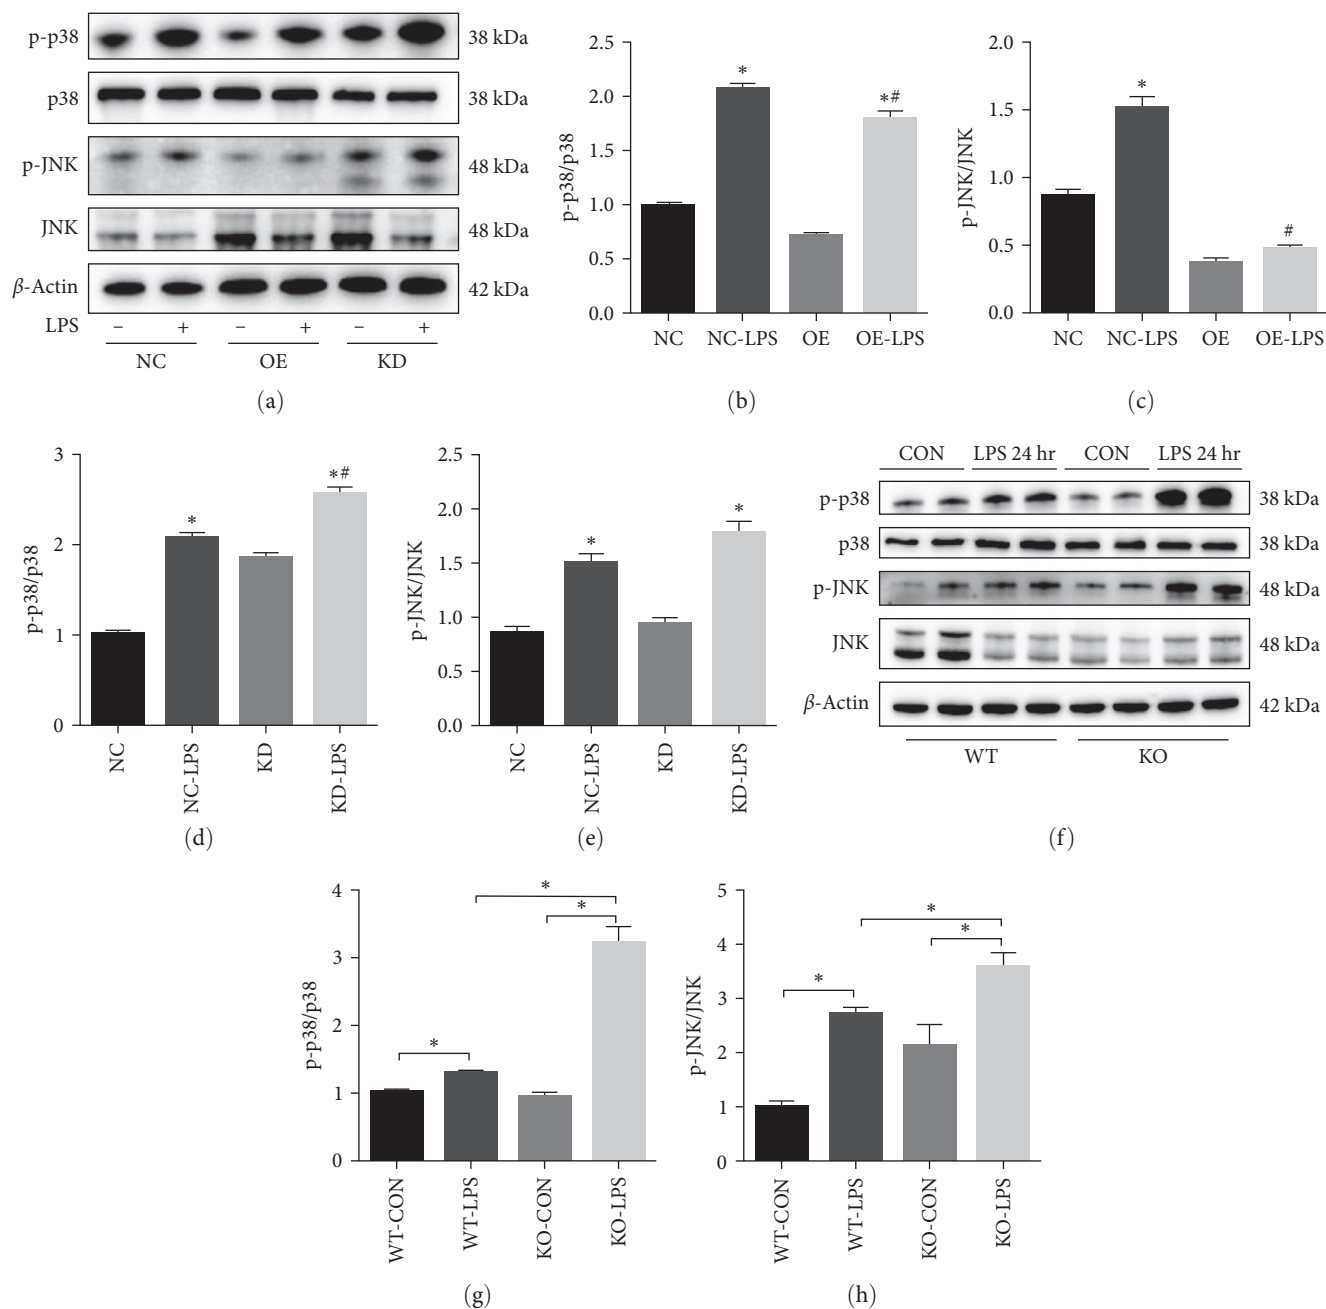 p-p38 38 kDa
p38 38 kDa
p-JNK 48 kDa
JNK 48 kDa
β-Actin 42 kDa
LPS − + − + − +
NC OE KD
(a)
p-p38/p38
2.5
2.0
1.5
1.0
0.5
0.0
*
*#
NC NC-LPS OE OE-LPS
(b)
p-JNK/JNK
2.0
1.5
1.0
0.5
0.0
*
#
NC NC-LPS OE OE-LPS
(c)
p-p38/p38
3
2
1
0
*
*#
NC NC-LPS KD KD-LPS
(d)
p-JNK/JNK
2.5
2.0
1.5
1.0
0.5
0.0
*
*
NC NC-LPS KD KD-LPS
(e)
CON LPS 24 hr CON LPS 24 hr
p-p38 38 kDa
p38 38 kDa
p-JNK 48 kDa
JNK 48 kDa
β-Actin 42 kDa
WT KO
(f)
p-p38/p38
4
3
2
1
0
*
*
*
WT-CON WT-LPS KO-CON KO-LPS
(g)
p-JNK/JNK
5
4
3
2
1
0
*
*
*
WT-CON WT-LPS KO-CON KO-LPS
(h)